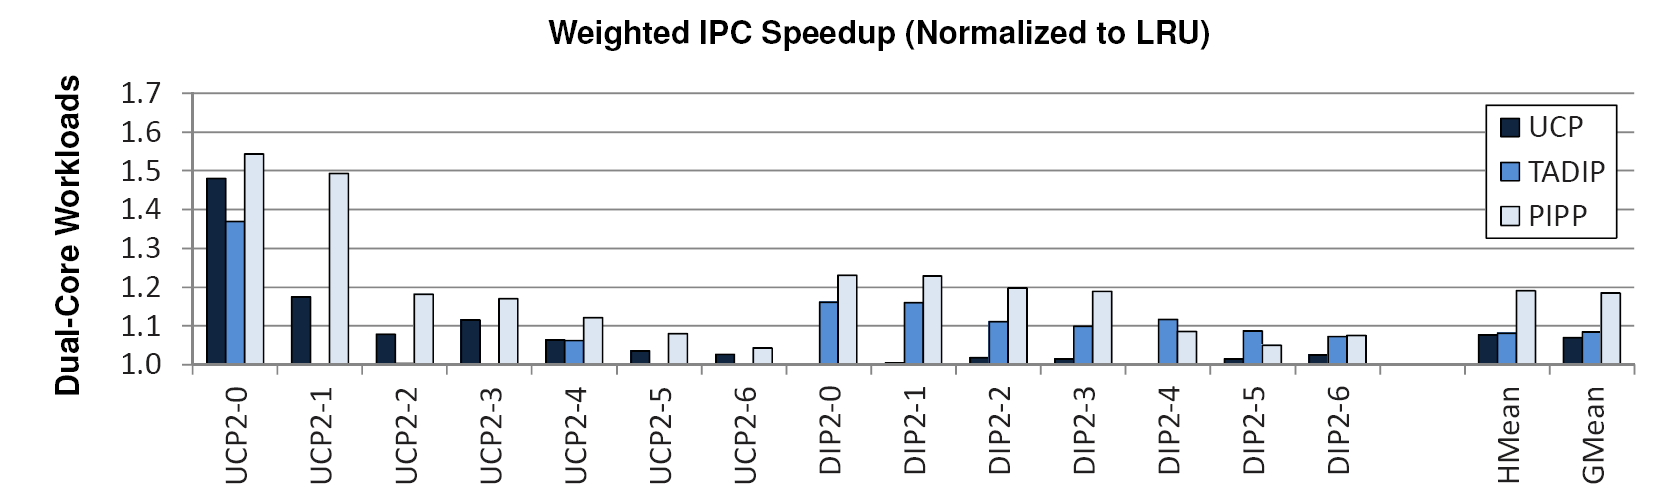 Weighted IPC Speedup (Normalized to LRU)
Dual-Core Workloads
1.7
1.6
1.5
1.4
1.3
1.2
1.1
1.0
UCP
TADIP
PIPP
UCP2-0
UCP2-1
UCP2-2
UCP2-3
UCP2-4
UCP2-5
UCP2-6
DIP2-0
DIP2-1
DIP2-2
DIP2-3
DIP2-4
DIP2-5
DIP2-6
HMean
GMean